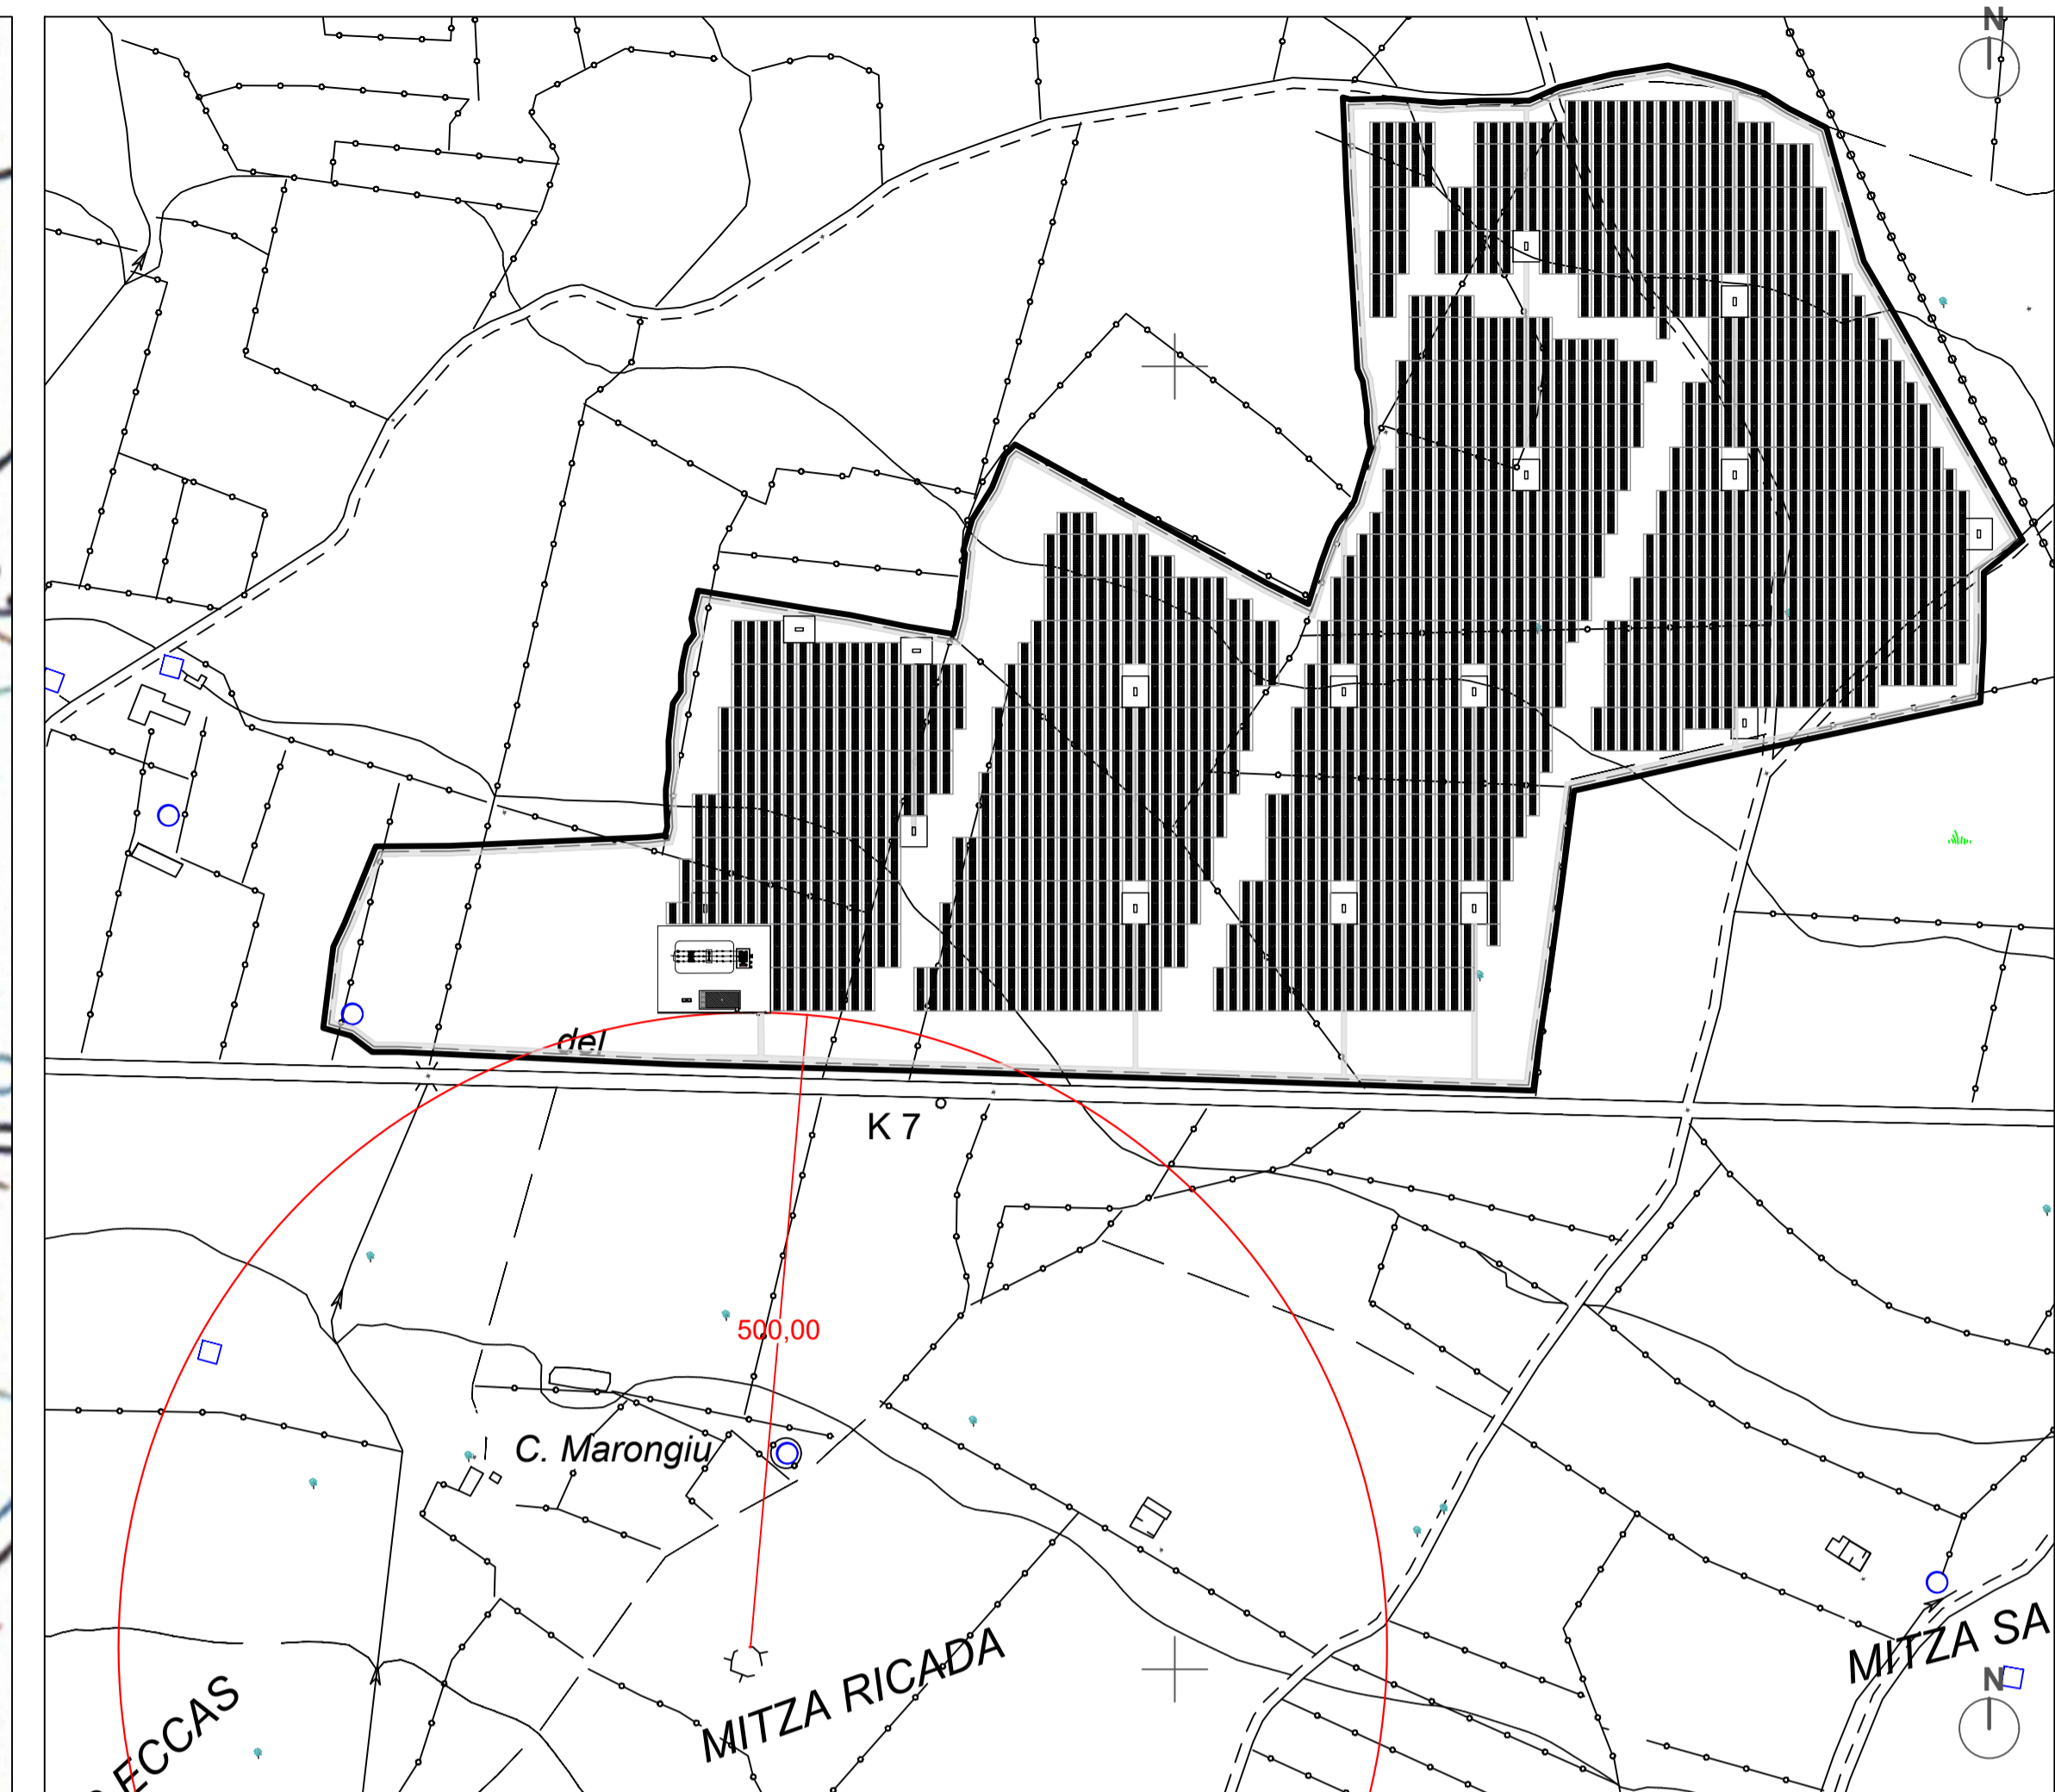 N
del
K 7
500,00
C. Marongiu
MITZA RICADA
MITZA SA
N
ECCAS